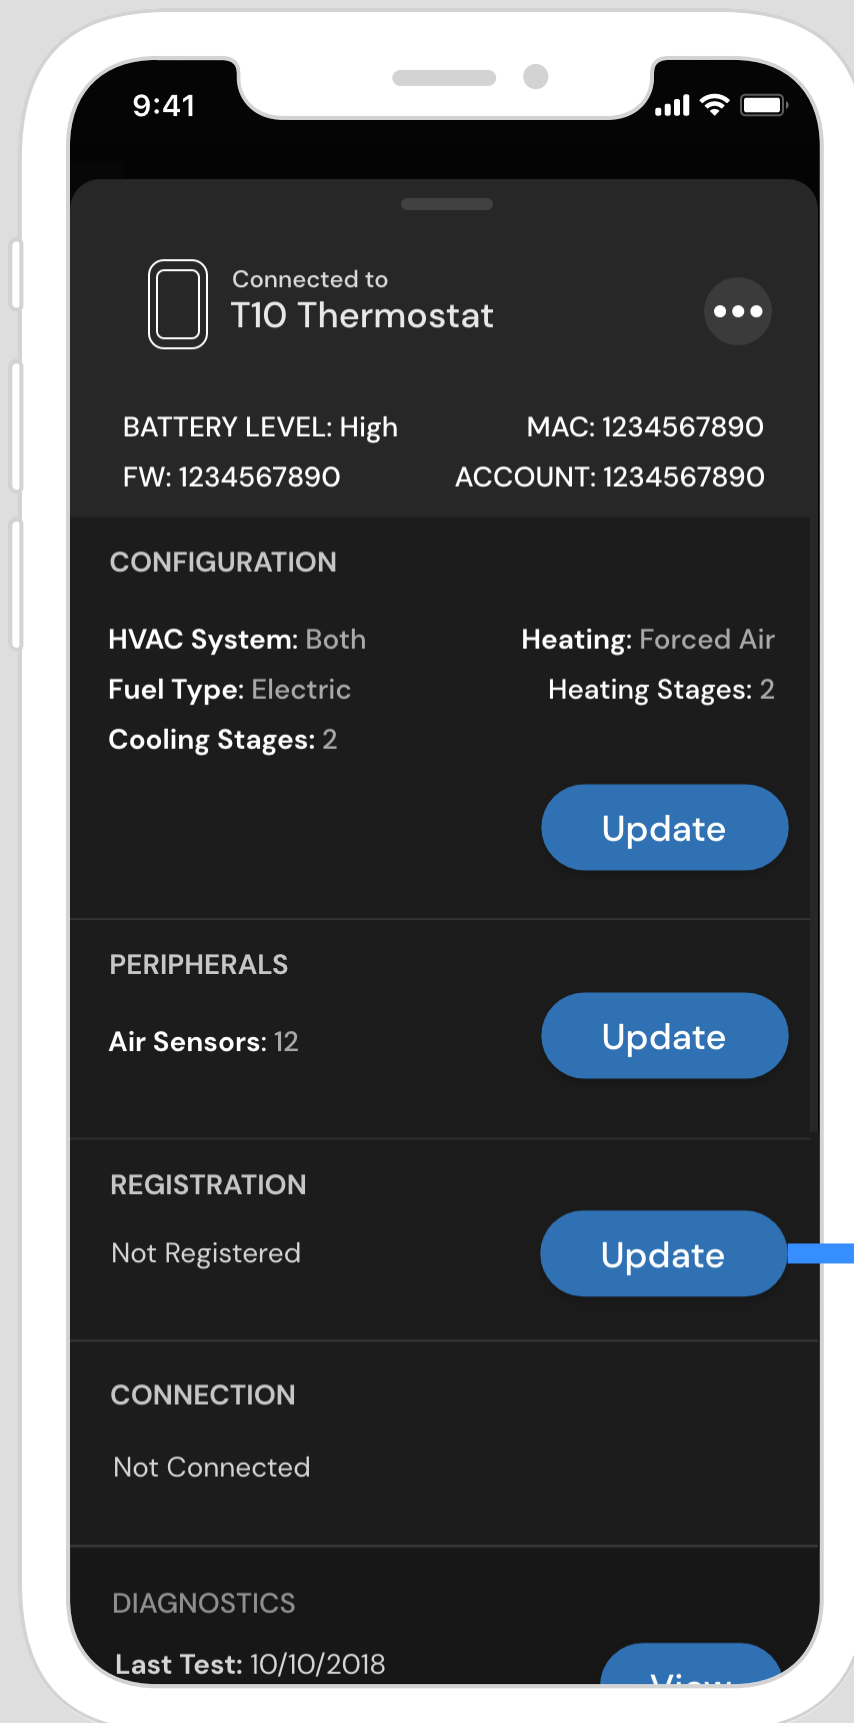 9:41
Connected to
T10 Thermostat
BATTERY LEVEL: High
MAC: 1234567890
FW: 1234567890
ACCOUNT: 1234567890
CONFIGURATION
HVAC System: Both
Heating: Forced Air
Fuel Type: Electric
Heating Stages: 2
Cooling Stages: 2
Update
PERIPHERALS
Air Sensors: 12
Update
REGISTRATION
Not Registered
Update
CONNECTION
Not Connected
DIAGNOSTICS
Last Test: 10/10/2018
View